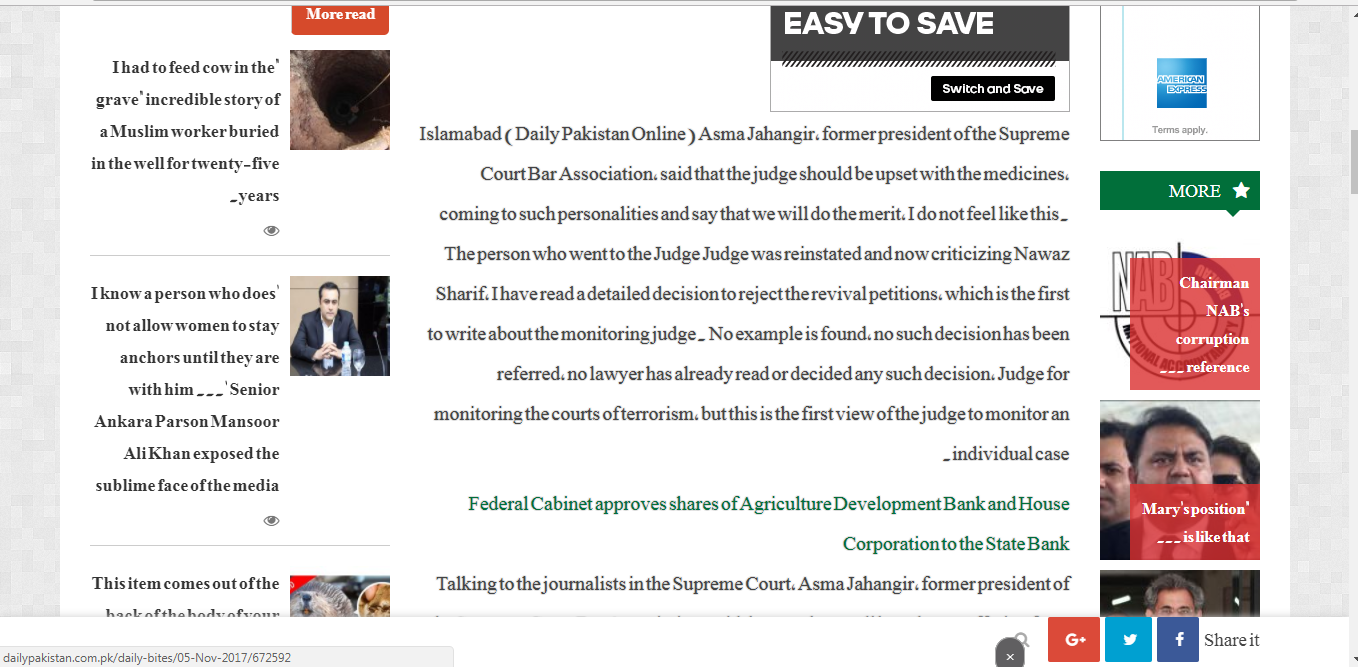 More read
I had to feed cow in the'
grave' incredible story of
a Muslim worker buried
in the well for twenty-five
۔years
I know a person who does'
not allow women to stay
anchors until they are
with him ۔۔۔' Senior
Ankara Parson Mansoor
Ali Khan exposed the
sublime face of the media
This item comes out of the
back of the body of your
EASY TO SAVE
Switch and Save
Islamabad ( Daily Pakistan Online ) Asma Jahangir، former president of the Supreme
Court Bar Association، said that the judge should be upset with the medicines،
coming to such personalities and say that we will do the merit، I do not feel like this۔
The person who went to the Judge Judge was reinstated and now criticizing Nawaz
Sharif، I have read a detailed decision to reject the revival petitions، which is the first
to write about the monitoring judge۔ No example is found، no such decision has been
referred، no lawyer has already read or decided any such decision، Judge for
monitoring the courts of terrorism، but this is the first view of the judge to monitor an
۔individual case
Federal Cabinet approves shares of Agriculture Development Bank and House
Corporation to the State Bank
Talking to the journalists in the Supreme Court، Asma Jahangir، former president of
AMERICAN
EXPRESS
Terms apply.
MORE
NAB
Chairman
NAB's
corruption
۔۔۔ reference
Mary's position'
۔۔۔ is like that
G+
f
Share it
×
dailypakistan.com.pk/daily-bites/05-Nov-2017/672592